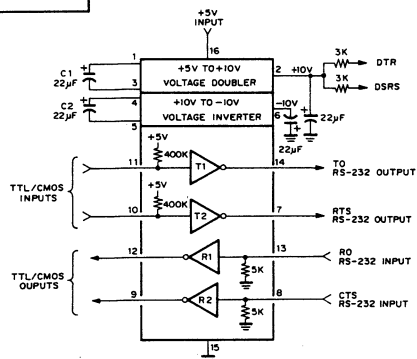 +5V
INPUT
16
1
+5V TO +10V
VOLTAGE DOUBLER
C1
22µF
+
3
2
+10V
3K
DTR
3K
DSRS
+
22µF
C2
22µF
+
4
+10V TO -10V
VOLTAGE INVERTER
5
-10V
6
+
22µF
+5V
400K
11
T1
14
TO
RS-232 OUTPUT
TTL/CMOS
INPUTS
+5V
400K
10
T2
7
RTS
RS-232 OUTPUT
12
R1
13
RO
RS-232 INPUT
5K
TTL/CMOS
OUPUTS
9
R2
8
CTS
RS-232 INPUT
5K
15